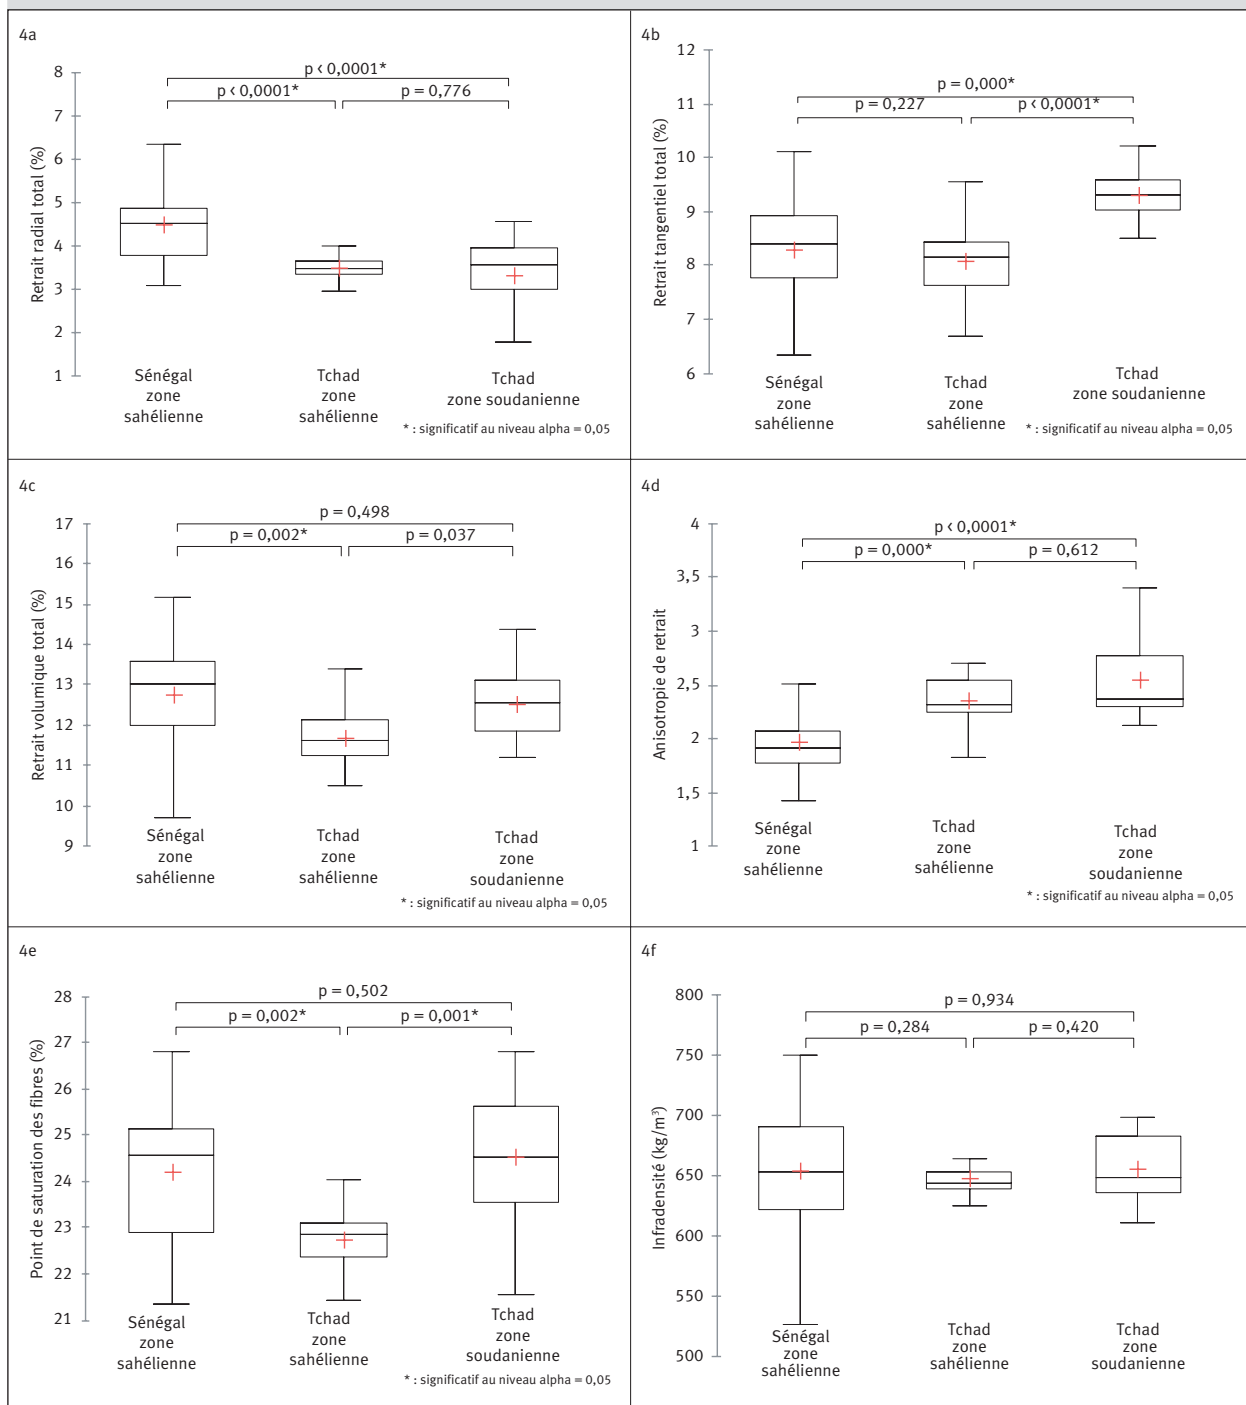 4a
8
7
6
5
4
3
2
1
Retrait radial total (%)
p < 0,0001*
p < 0,0001*
p = 0,776
Sénégal
zone
sahélienne
Tchad
zone
sahélienne
Tchad
zone soudanienne
* : significatif au niveau alpha = 0,05
4b
12
11
10
9
8
7
6
Retrait tangentiel total (%)
p = 0,000*
p = 0,227
p < 0,0001*
Sénégal
zone
sahélienne
Tchad
zone
sahélienne
Tchad
zone soudanienne
* : significatif au niveau alpha = 0,05
4c
17
16
15
14
13
12
11
10
9
Retrait volumique total (%)
p = 0,498
p = 0,002*
p = 0,037
Sénégal
zone
sahélienne
Tchad
zone
sahélienne
Tchad
zone
soudanienne
* : significatif au niveau alpha = 0,05
4d
4
3,5
3
2,5
2
1,5
1
Anisotropie de retrait
p < 0,0001*
p = 0,000*
p = 0,612
Sénégal
zone
sahélienne
Tchad
zone
sahélienne
Tchad
zone
soudanienne
* : significatif au niveau alpha = 0,05
4e
28
27
26
25
24
23
22
21
Point de saturation des fibres (%)
p = 0,502
p = 0,002*
p = 0,001*
Sénégal
zone
sahélienne
Tchad
zone
sahélienne
Tchad
zone
soudanienne
* : significatif au niveau alpha = 0,05
4f
800
750
700
650
600
550
500
Infradensité (kg/m³)
p = 0,934
p = 0,284
p = 0,420
Sénégal
zone
sahélienne
Tchad
zone
sahélienne
Tchad
zone
soudanienne